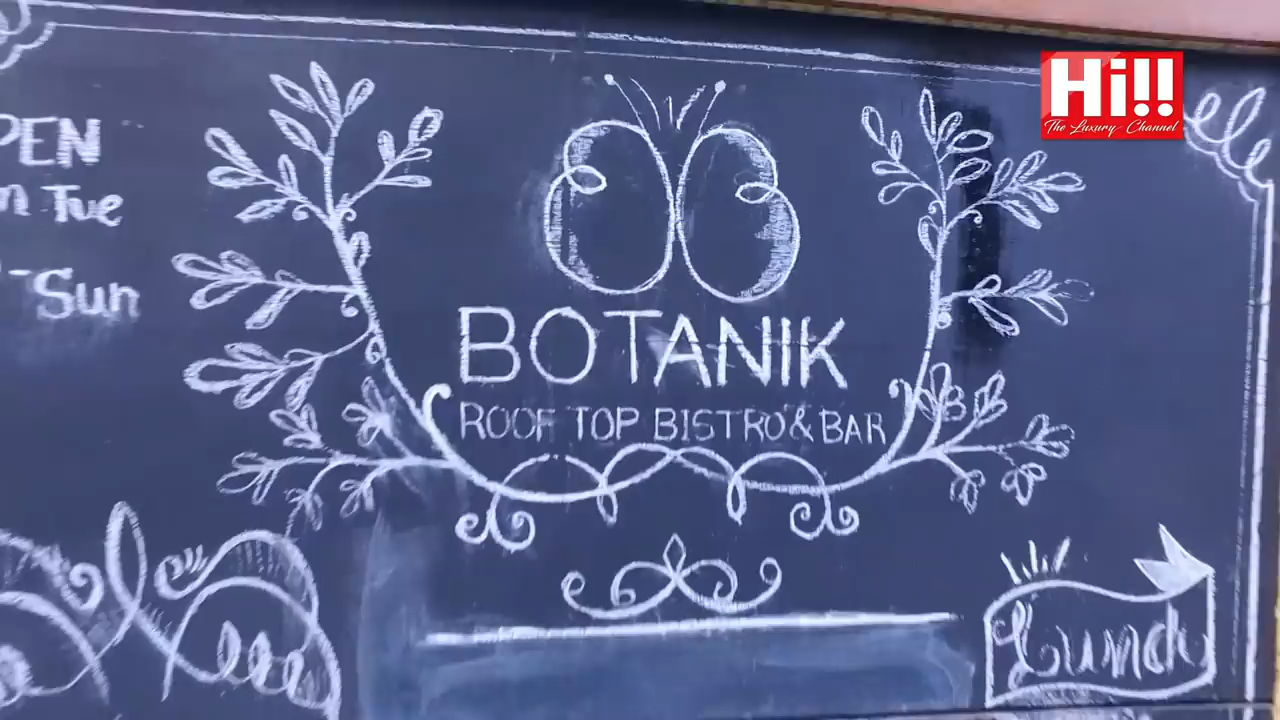 Hi!!
The Luxury Channel
PEN
Tue
-Sun
BOTANIK
ROOF TOP BISTRO & BAR
Lunch